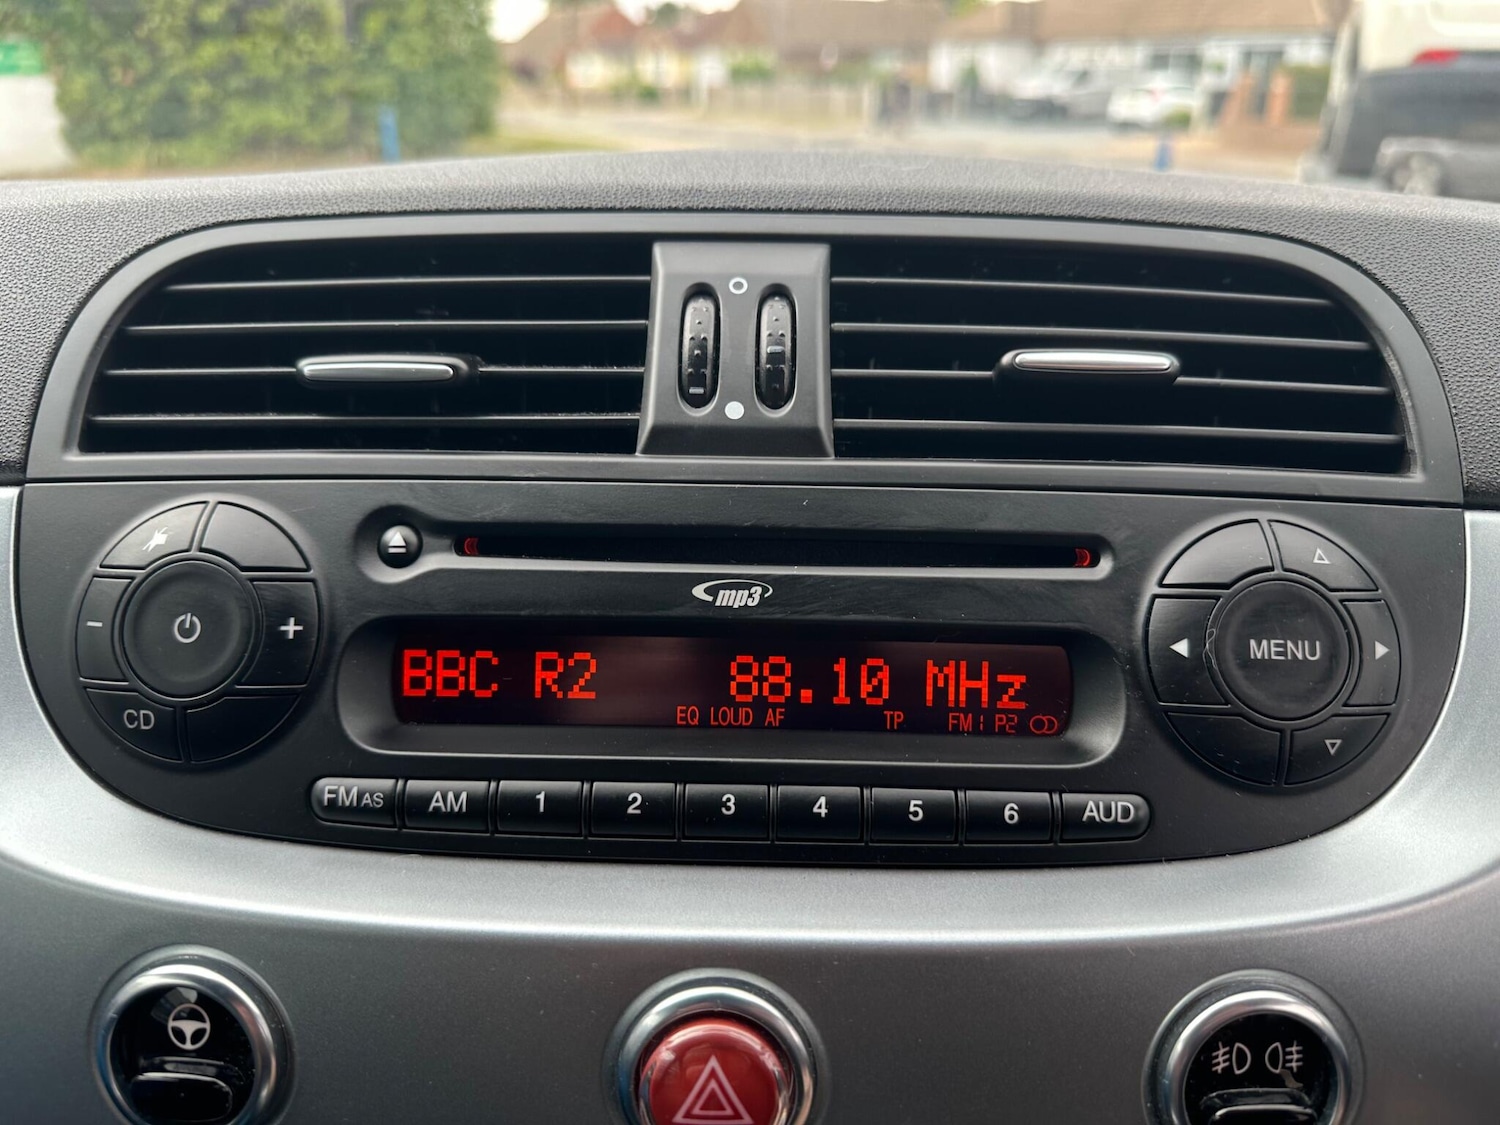 mp3
BBC R2 88.10 MHz
EQ LOUD AF TP FM1 P2
MENU
CD
FM AS AM 1 2 3 4 5 6 AUD